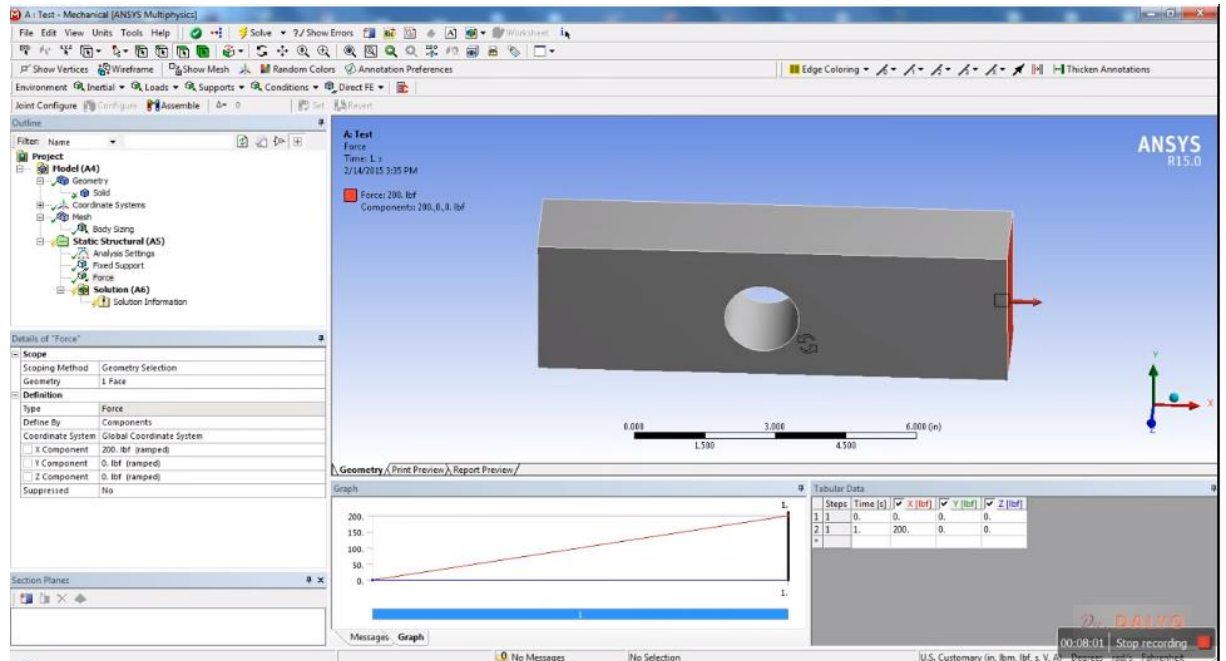 A : Test - Mechanical [ANSYS Multiphysics]
File Edit View Units Tools Help Solve ?/ Show Errors Worksheet
Show Vertices Wireframe Show Mesh Random Colors Annotation Preferences Edge Coloring Thicken Annotations
Environment Inertial Loads Supports Conditions Direct FE
Joint Configure Configure Assemble Δ= 0 Set Revert
Outline
Filter: Name
Project
Model (A4)
Geometry
Solid
Coordinate Systems
Mesh
Body Sizing
Static Structural (A5)
Analysis Settings
Fixed Support
Force
Solution (A6)
Solution Information
Details of "Force"
Scope
Scoping Method Geometry Selection
Geometry 1 Face
Definition
Type Force
Define By Components
Coordinate System Global Coordinate System
X Component 200. lbf (ramped)
Y Component 0. lbf (ramped)
Z Component 0. lbf (ramped)
Suppressed No
Section Planes
A: Test
Force
Time: 1. s
2/14/2015 3:35 PM
Force: 200. lbf
Components: 200.,0.,0. lbf
ANSYS
R15.0
Y
X
Z
0.000 3.000 6.000 (in)
1.500 4.500
Geometry Print Preview Report Preview
Graph
1.
200.
150.
100.
50.
0.
1.
1
Messages Graph
Tabular Data
Steps Time [s] X [lbf] Y [lbf] Z [lbf]
1 1 0. 0. 0. 0.
2 1 1. 200. 0. 0.
*
00:08:01 Stop recording
No Messages No Selection U.S. Customary (in, lbm, lbf, s, V, A) Degrees rad/s Fahrenheit